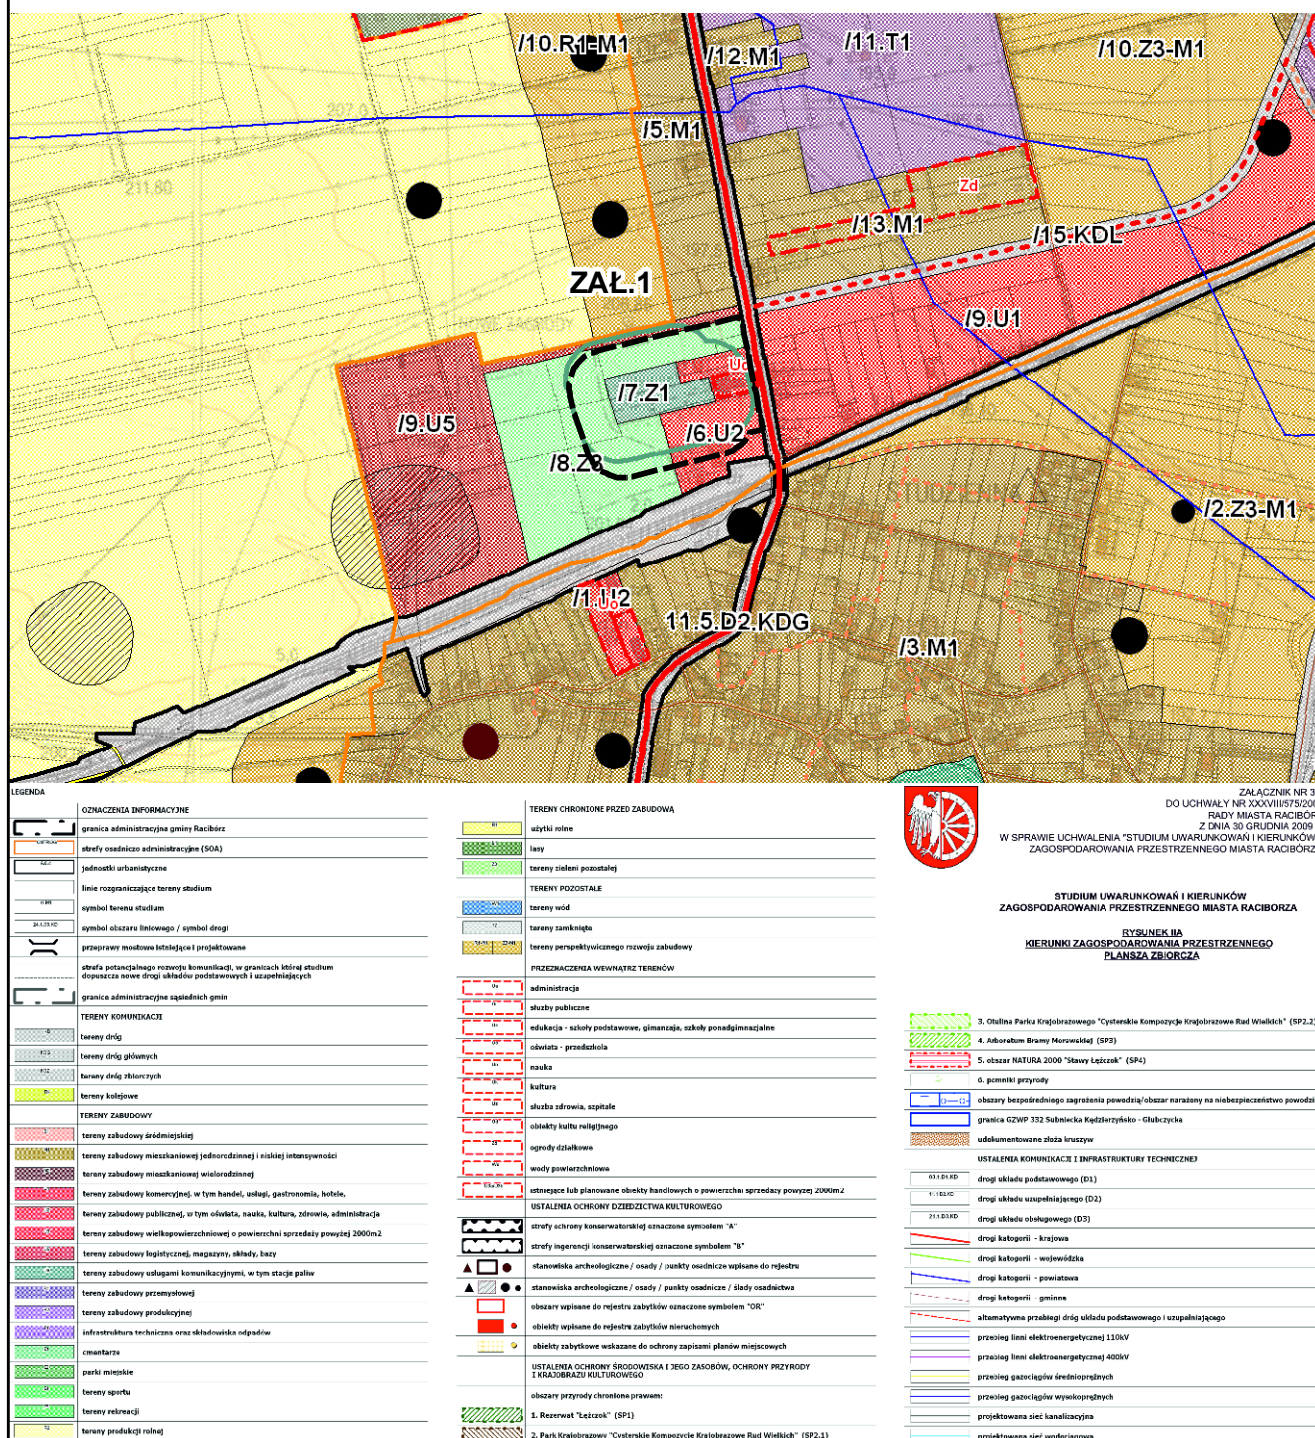 /10.R1-M1
/12.M1
/11.T1
/10.Z3-M1
207.0
195.0
/5.M1
211.80
Zd
/13.M1
/15.KDL
ZAŁ.1
/9.U1
/7.Z1
/9.U5
/6.U2
/8.Z3
STUDZIENNA
/2.Z3-M1
/1.U2
Uo
11.5.D2.KDG
/3.M1
5.0
LEGENDA
OZNACZENIA INFORMACYJNE
granica administracyjna gminy Racibórz
strefy osadniczo administracyjne (SOA)
jednostki urbanistyczne
linie rozgraniczające tereny studium
symbol terenu studium
symbol obszaru liniowego / symbol drogi
przeprawy mostowe istniejące i projektowane
strefa potencjalnego rozwoju komunikacji, w granicach której studium
dopuszcza nowe drogi układów podstawowych i uzupełniających
granice administracyjne sąsiednich gmin
TERENY KOMUNIKACJI
tereny dróg
tereny dróg głównych
tereny dróg zbiorczych
tereny kolejowe
TERENY ZABUDOWY
tereny zabudowy śródmiejskiej
tereny zabudowy mieszkaniowej jednorodzinnej i niskiej intensywności
tereny zabudowy mieszkaniowej wielorodzinnej
tereny zabudowy komercyjnej, w tym handel, usługi, gastronomia, hotele,
tereny zabudowy publicznej, w tym oświata, nauka, kultura, zdrowie, administracja
tereny zabudowy wielkopowierzchniowej o powierzchni sprzedaży powyżej 2000m2
tereny zabudowy logistycznej, magazyny, składy, bazy
tereny zabudowy usługami komunikacyjnymi, w tym stacje paliw
tereny zabudowy przemysłowej
tereny zabudowy produkcyjnej
infrastruktura techniczna oraz składowiska odpadów
cmentarze
parki miejskie
tereny sportu
tereny rekreacji
tereny produkcji rolnej
TERENY CHRONIONE PRZED ZABUDOWĄ
użytki rolne
lasy
tereny zieleni pozostałej
TERENY POZOSTAŁE
tereny wód
tereny zamknięte
tereny perspektywicznego rozwoju zabudowy
PRZEZNACZENIA WEWNĄTRZ TERENÓW
administracja
służby publiczne
edukacja - szkoły podstawowe, gimnazja, szkoły ponadgimnazjalne
oświata - przedszkola
nauka
kultura
służba zdrowia, szpitale
obiekty kultu religijnego
ogrody działkowe
wody powierzchniowe
istniejące lub planowane obiekty handlowych o powierzchni sprzedaży powyżej 2000m2
USTALENIA OCHRONY DZIEDZICTWA KULTUROWEGO
strefy ochrony konserwatorskiej oznaczone symbolem "A"
strefy ingerencji konserwatorskiej oznaczone symbolem "B"
stanowiska archeologiczne / osady / punkty osadnicze wpisane do rejestru
stanowiska archeologiczne / osady / punkty osadnicze / ślady osadnictwa
obszary wpisane do rejestru zabytków oznaczone symbolem "OR"
obiekty wpisane do rejestru zabytków nieruchomych
obiekty zabytkowe wskazane do ochrony zapisami planów miejscowych
USTALENIA OCHRONY ŚRODOWISKA I JEGO ZASOBÓW, OCHRONY PRZYRODY
I KRAJOBRAZU KULTUROWEGO
obszary przyrody chronione prawem:
1. Rezerwat "Łężczok" (SP1)
2. Park Krajobrazowy "Cysterskie Kompozycje Krajobrazowe Rud Wielkich" (SP2.1)
ZAŁĄCZNIK NR 3
DO UCHWAŁY NR XXXVIII/575/200
RADY MIASTA RACIBÓR
Z DNIA 30 GRUDNIA 2009
W SPRAWIE UCHWALENIA "STUDIUM UWARUNKOWAŃ I KIERUNKÓW
ZAGOSPODAROWANIA PRZESTRZENNEGO MIASTA RACIBÓRZ
STUDIUM UWARUNKOWAŃ I KIERUNKÓW
ZAGOSPODAROWANIA PRZESTRZENNEGO MIASTA RACIBORZA
RYSUNEK IIA
KIERUNKI ZAGOSPODAROWANIA PRZESTRZENNEGO
PLANSZA ZBIORCZA
3. Otulina Parku Krajobrazowego "Cysterskie Kompozycje Krajobrazowe Rud Wielkich" (SP2.2)
4. Arboretum Bramy Morawskiej (SP3)
5. obszar NATURA 2000 "Stawy Łężczok" (SP4)
6. pomniki przyrody
obszary bezpośredniego zagrożenia powodzią/obszar narażony na niebezpieczeństwo powodzi
granica GZWP 332 Subniecka Kędzierzyńsko - Głubczycka
udokumentowane złoża kruszyw
USTALENIA KOMUNIKACJI I INFRASTRUKTURY TECHNICZNEJ
drogi układu podstawowego (D1)
drogi układu uzupełniającego (D2)
drogi układu obsługowego (D3)
drogi kategorii - krajowa
drogi kategorii - wojewódzka
drogi kategorii - powiatowa
drogi kategorii - gminna
alternatywne przebiegi dróg układu podstawowego i uzupełniającego
przebieg linni elektroenergetycznej 110kV
przebieg linni elektroenergetycznej 400kV
przebieg gazociągów średnioprężnych
przebieg gazociągów wysokoprężnych
projektowana sieć kanalizacyjna
projektowana sieć wodociągowa